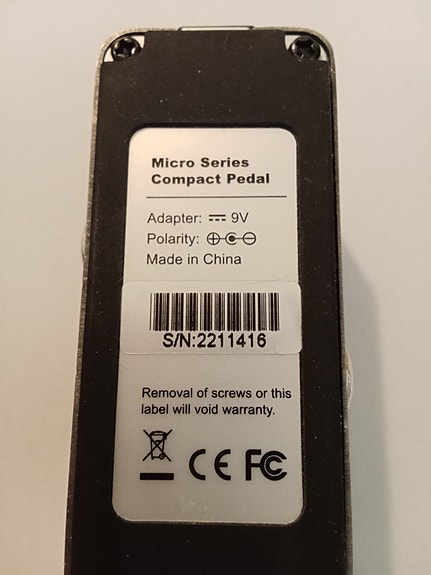 Micro Series
Compact Pedal
Adapter: ⎓ 9V
Polarity: ⊕-◉-⊖
Made in China
S/N:2211416
Removal of screws or this
label will void warranty.
CE FC